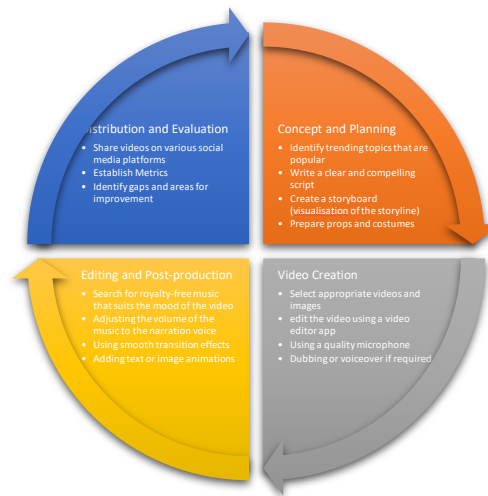 Distribution and Evaluation
• Share videos on various social
media platforms
• Establish Metrics
• Identify gaps and areas for
improvement
Concept and Planning
• Identify trending topics that are
popular
• Write a clear and compelling
script
• Create a storyboard
(visualisation of the storyline)
• Prepare props and costumes
Editing and Post-production
• Search for royalty-free music
that suits the mood of the video
• Adjusting the volume of the
music to the narration voice
• Using smooth transition effects
• Adding text or image animations
Video Creation
• Select appropriate videos and
images
• edit the video using a video
editor app
• Using a quality microphone
• Dubbing or voiceover if required